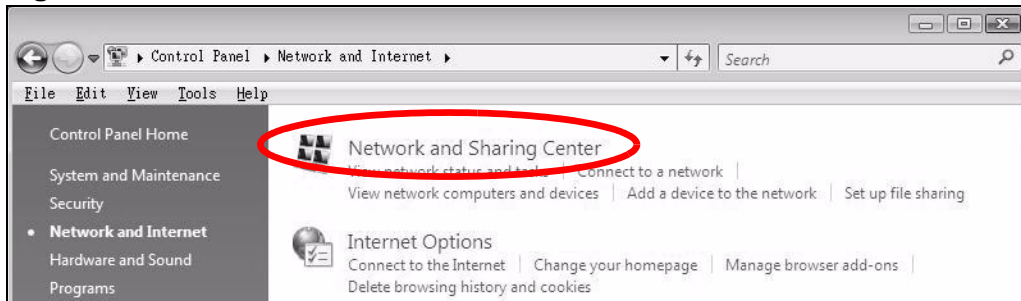 Control Panel ▸ Network and Internet ▸
Search
File Edit View Tools Help
Control Panel Home
System and Maintenance
Security
• Network and Internet
Hardware and Sound
Programs
Network and Sharing Center
View network status and tasks | Connect to a network |
View network computers and devices | Add a device to the network | Set up file sharing
Internet Options
Connect to the Internet | Change your homepage | Manage browser add-ons |
Delete browsing history and cookies